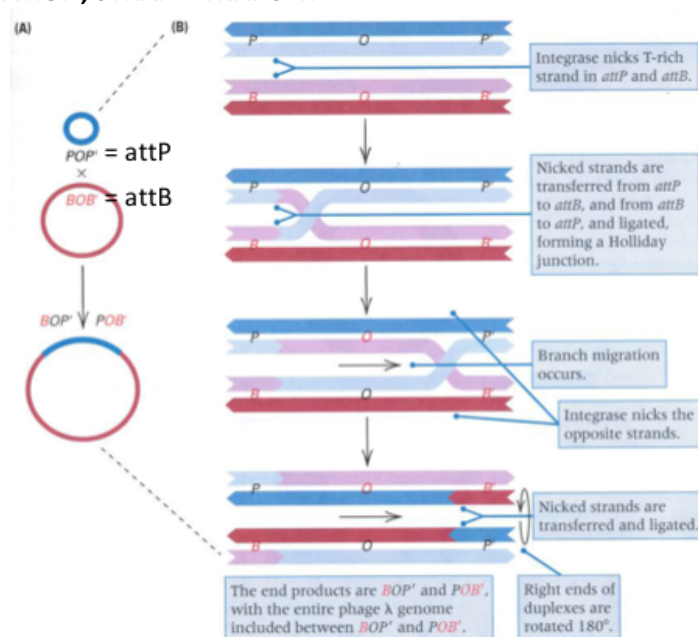 (A)
(B)
P O P'
Integrase nicks T-rich
strand in attP and attB.
B O B'
POP' = attP
×
BOB' = attB
P O P'
Nicked strands are
transferred from attP
to attB, and from attB
to attP, and ligated,
forming a Holliday
junction.
B O B'
BOP' POB'
P O P'
Branch migration
occurs.
B O B'
Integrase nicks the
opposite strands.
P O B'
Nicked strands are
transferred and ligated.
B O P'
The end products are BOP' and POB',
with the entire phage λ genome
included between BOP' and POB'.
Right ends of
duplexes are
rotated 180°.